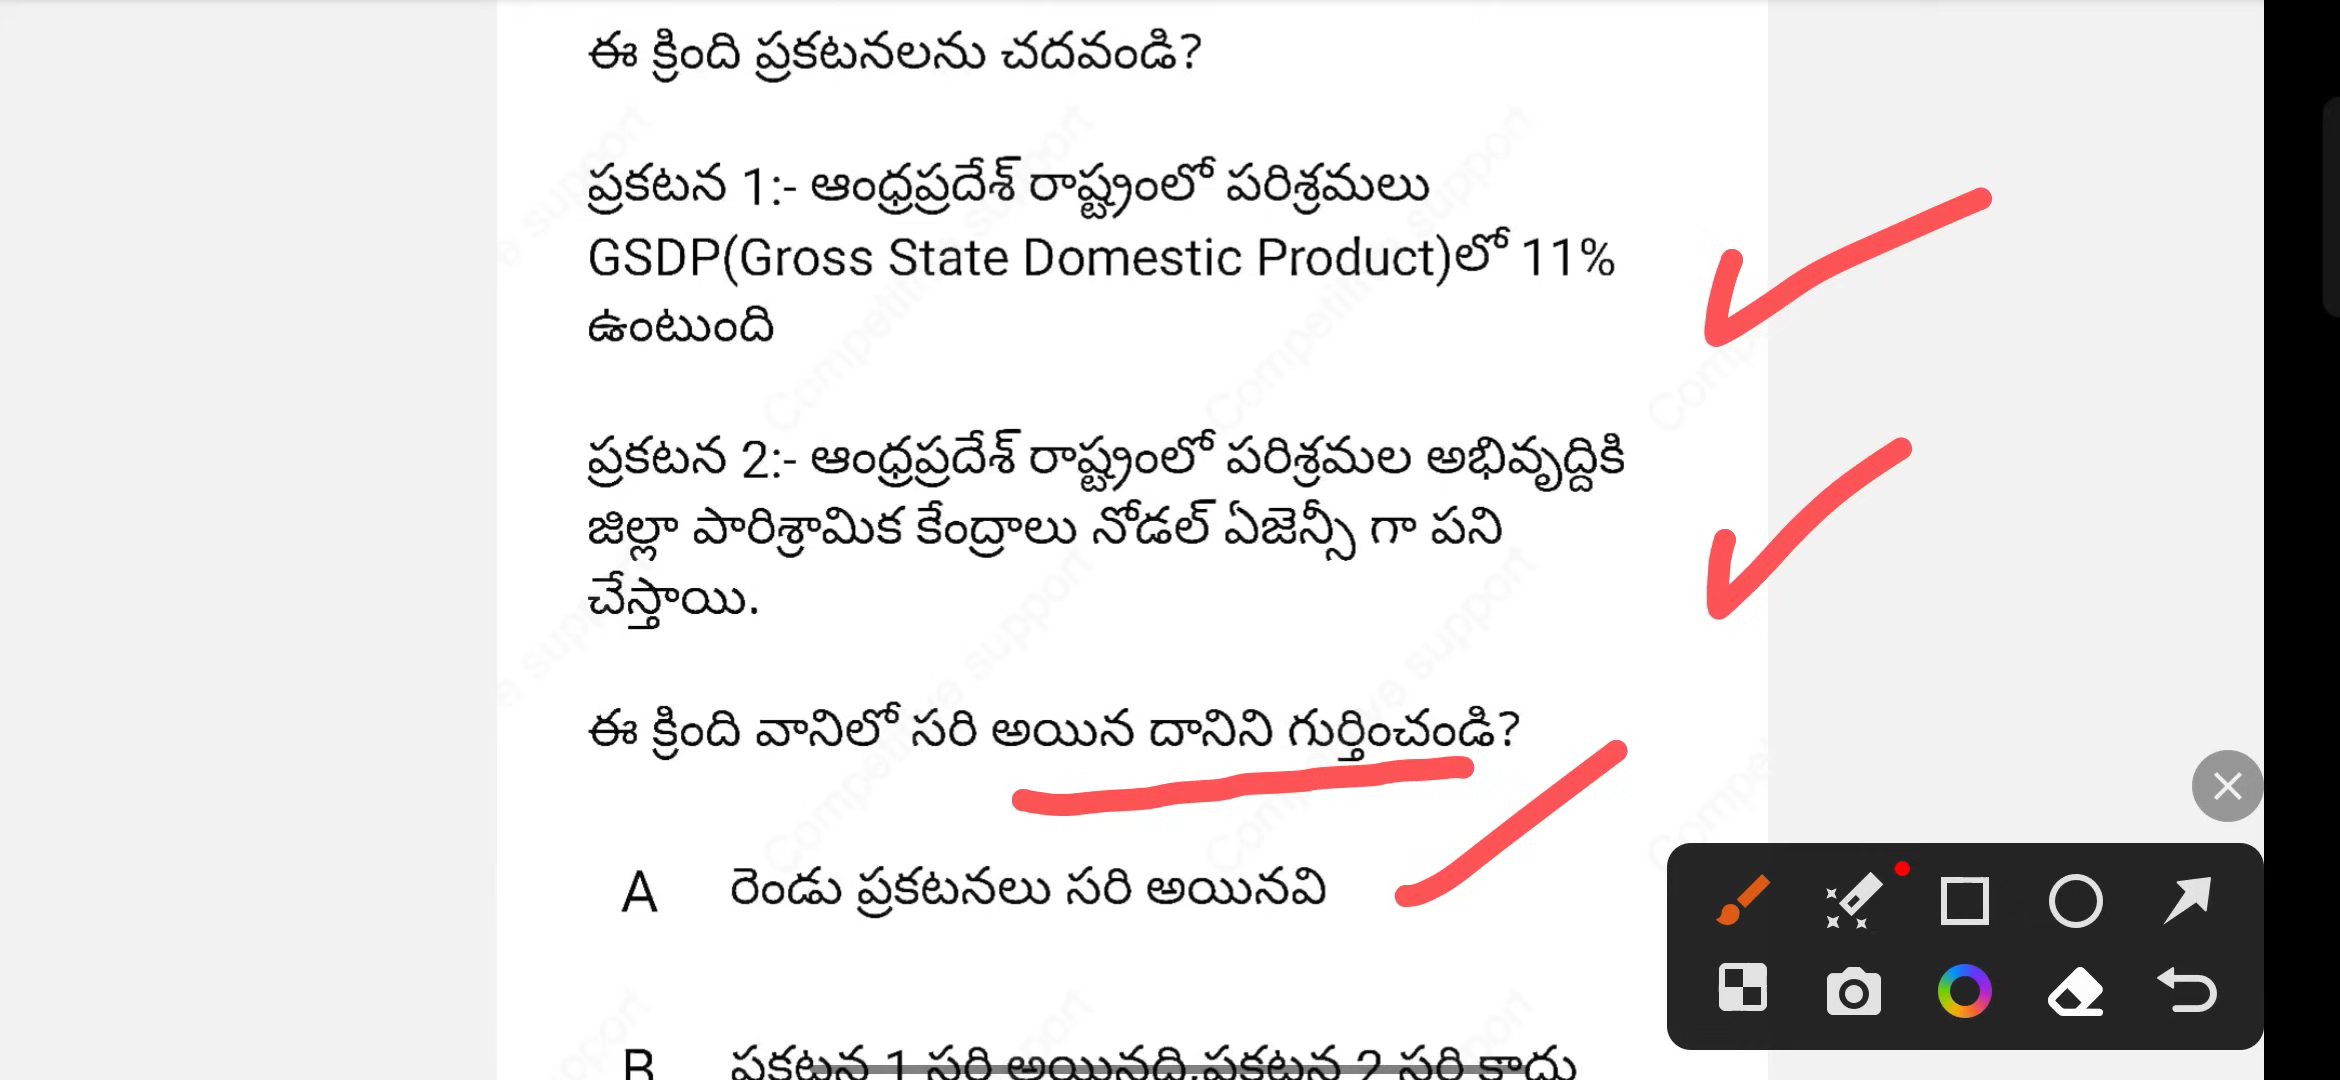 ఈ క్రింది ప్రకటనలను చదవండి?
ప్రకటన 1:- ఆంధ్రప్రదేశ్ రాష్ట్రంలో పరిశ్రమలు
GSDP(Gross State Domestic Product)లో 11%
ఉంటుంది
ప్రకటన 2:- ఆంధ్రప్రదేశ్ రాష్ట్రంలో పరిశ్రమల అభివృద్దికి
జిల్లా పారిశ్రామిక కేంద్రాలు నోడల్ ఏజెన్సీ గా పని
చేస్తాయి.
ఈ క్రింది వానిలో సరి అయిన దానిని గుర్తించండి?
A రెండు ప్రకటనలు సరి అయినవి
B ప్రకటన 1 సరి అయినది,ప్రకటన 2 సరి కాదు